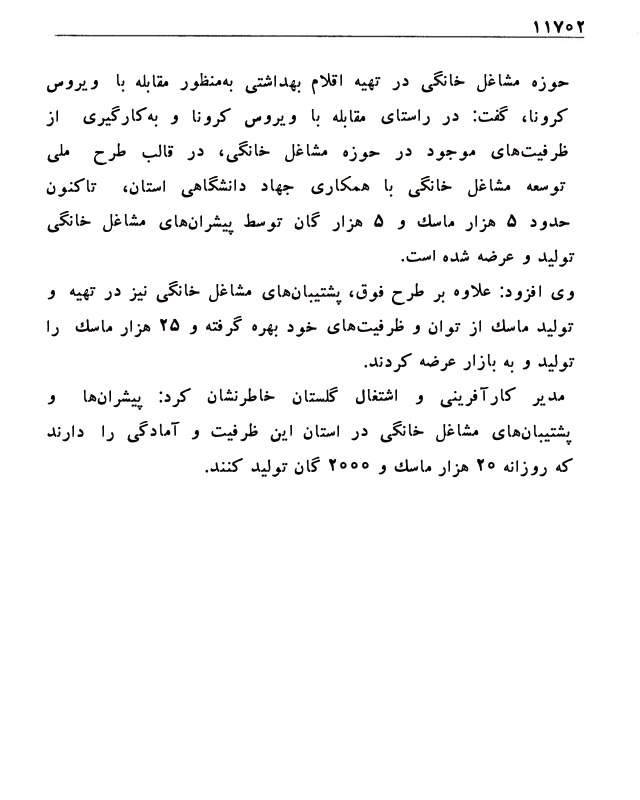 ۱۱۷۰۲
حوزه مشاغل خانگی در تهیه اقلام بهداشتی به‌منظور مقابله با ویروس
کرونا، گفت: در راستای مقابله با ویروس کرونا و به‌کارگیری از
ظرفیت‌های موجود در حوزه مشاغل خانگی، در قالب طرح ملی
توسعه مشاغل خانگی با همکاری جهاد دانشگاهی استان، تاکنون
حدود ۵ هزار ماسك و ۵ هزار گان توسط پیشران‌های مشاغل خانگی
تولید و عرضه شده است.
وی افزود: علاوه بر طرح فوق، پشتیبان‌های مشاغل خانگی نیز در تهیه و
تولید ماسك از توان و ظرفیت‌های خود بهره گرفته و ۲۵ هزار ماسك را
تولید و به بازار عرضه کردند.
مدیر کارآفرینی و اشتغال گلستان خاطرنشان کرد: پیشران‌ها و
پشتیبان‌های مشاغل خانگی در استان این ظرفیت و آمادگی را دارند
که روزانه ۲۰ هزار ماسك و ۲۰۰۰ گان تولید کنند.